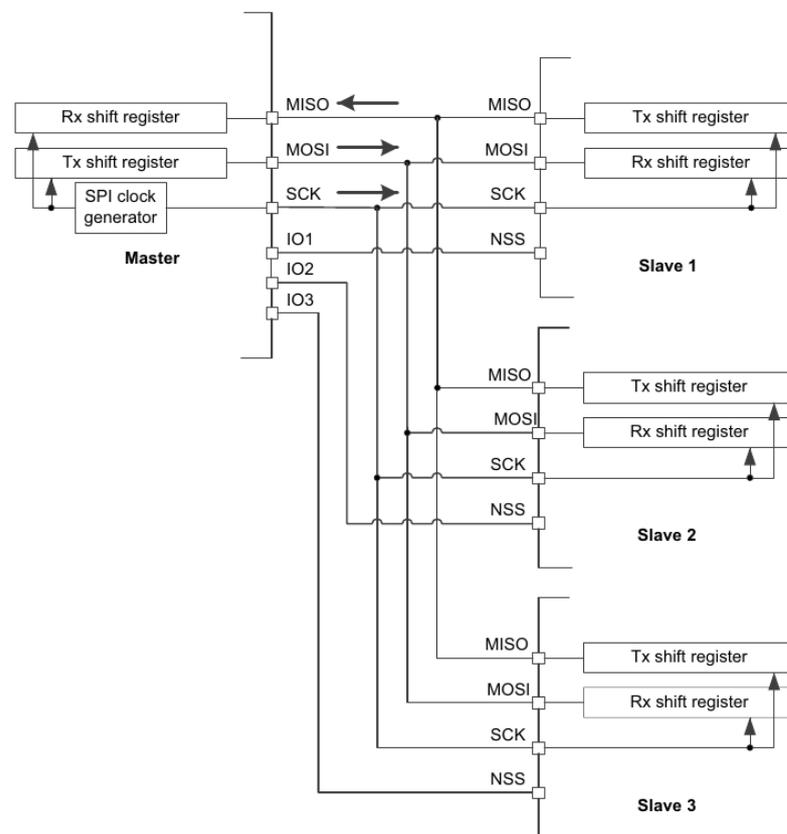 MISO
MISO
Rx shift register
Tx shift register
MOSI
MOSI
Tx shift register
Rx shift register
SPI clock
generator
SCK
SCK
IO1
NSS
Master
Slave 1
IO2
IO3
MISO
Tx shift register
MOSI
Rx shift register
SCK
NSS
Slave 2
MISO
Tx shift register
MOSI
Rx shift register
SCK
NSS
Slave 3